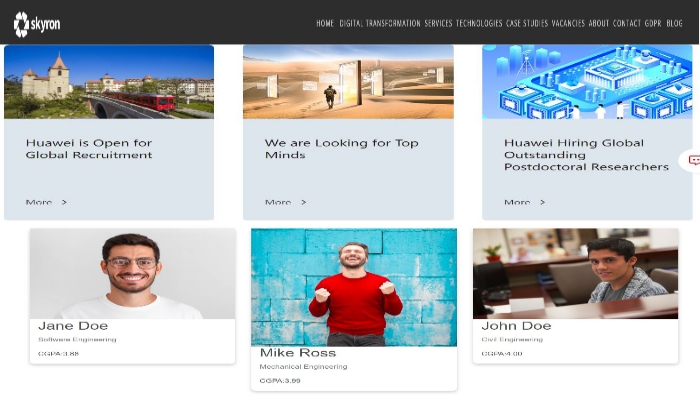 skyron
HOME DIGITAL TRANSFORMATION SERVICES TECHNOLOGIES CASE STUDIES VACANCIES ABOUT CONTACT GDPR BLOG
Huawei is Open for
Global Recruitment
More >
We are Looking for Top
Minds
More >
Huawei Hiring Global
Outstanding
Postdoctoral Researchers
More >
Jane Doe
Software Engineering
CGPA:3.88
Mike Ross
Mechanical Engineering
CGPA:3.99
John Doe
Civil Engineering
CGPA:4.00